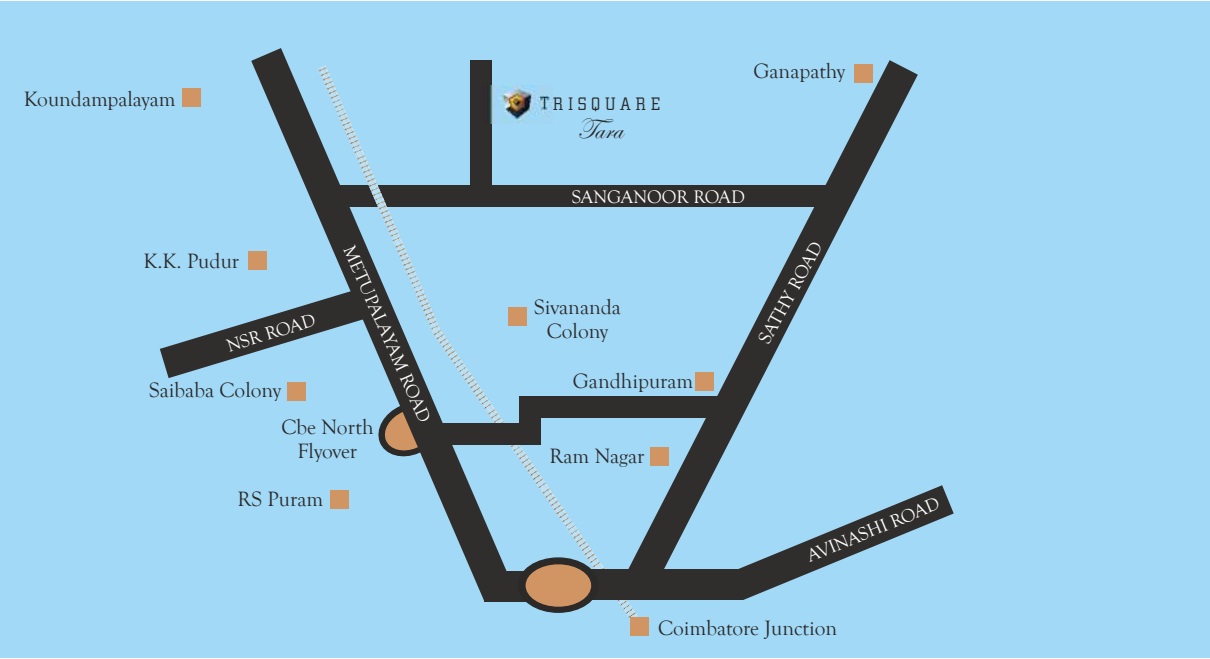 Ganapathy
Koundampalayam
TRISQUARE
Tara
SANGANOOR ROAD
K.K. Pudur
METUPALAYAM ROAD
SATHY ROAD
Sivananda
Colony
NSR ROAD
Saibaba Colony
Gandhipuram
Cbe North
Flyover
Ram Nagar
RS Puram
AVINASHI ROAD
Coimbatore Junction